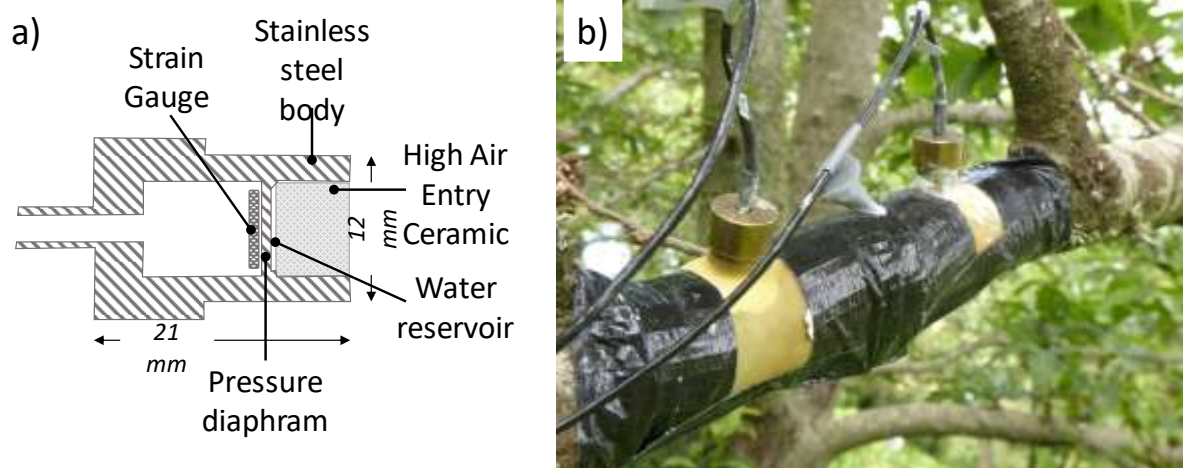 a)
Stainless
steel
body
Strain
Gauge
High Air
Entry
Ceramic
12
mm
Water
reservoir
21
mm
Pressure
diaphram
b)